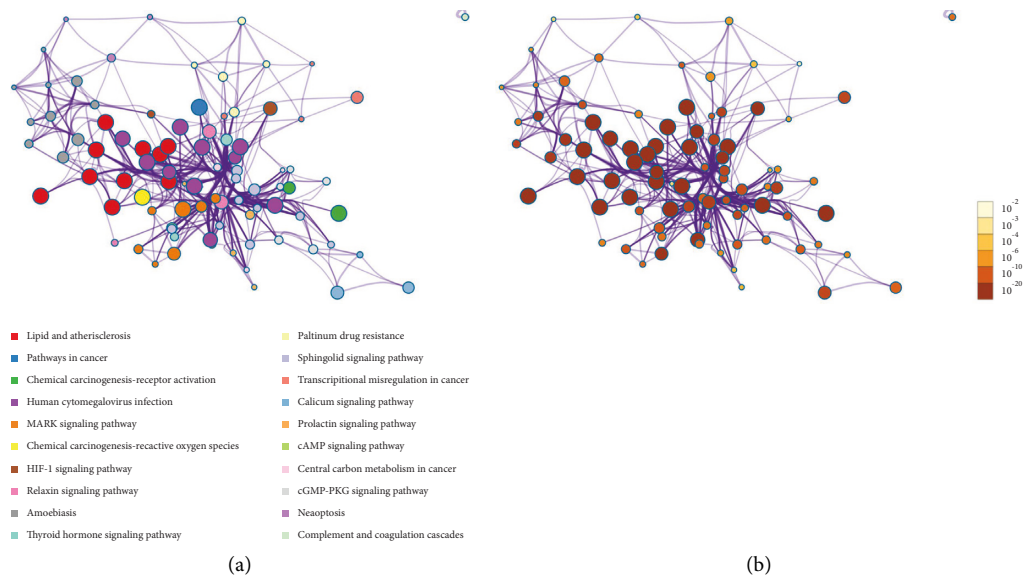 10-2
10-3
10-4
10-6
10-10
10-20
Lipid and atherisclerosis
Pathways in cancer
Chemical carcinogenesis-receptor activation
Human cytomegalovirus infection
MARK signaling pathway
Chemical carcinogenesis-recactive oxygen species
HIF-1 signaling pathway
Relaxin signaling pathway
Amoebiasis
Thyroid hormone signaling pathway
Paltinum drug resistance
Sphingolid signaling pathway
Transcripitional misregulation in cancer
Calicum signaling pathway
Prolactin signaling pathway
cAMP signaling pathway
Central carbon metabolism in cancer
cGMP-PKG signaling pathway
Neaoptosis
Complement and coagulation cascades
(a)
(b)